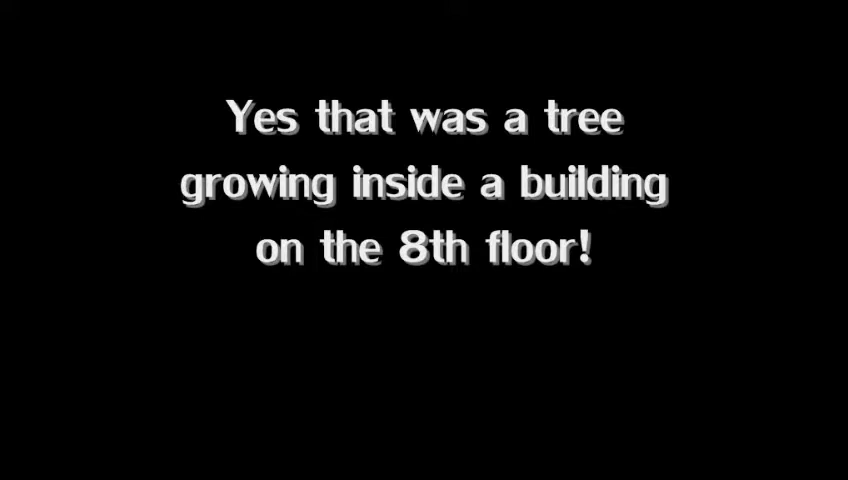 Yes that was a tree
growing inside a building
on the 8th floor!